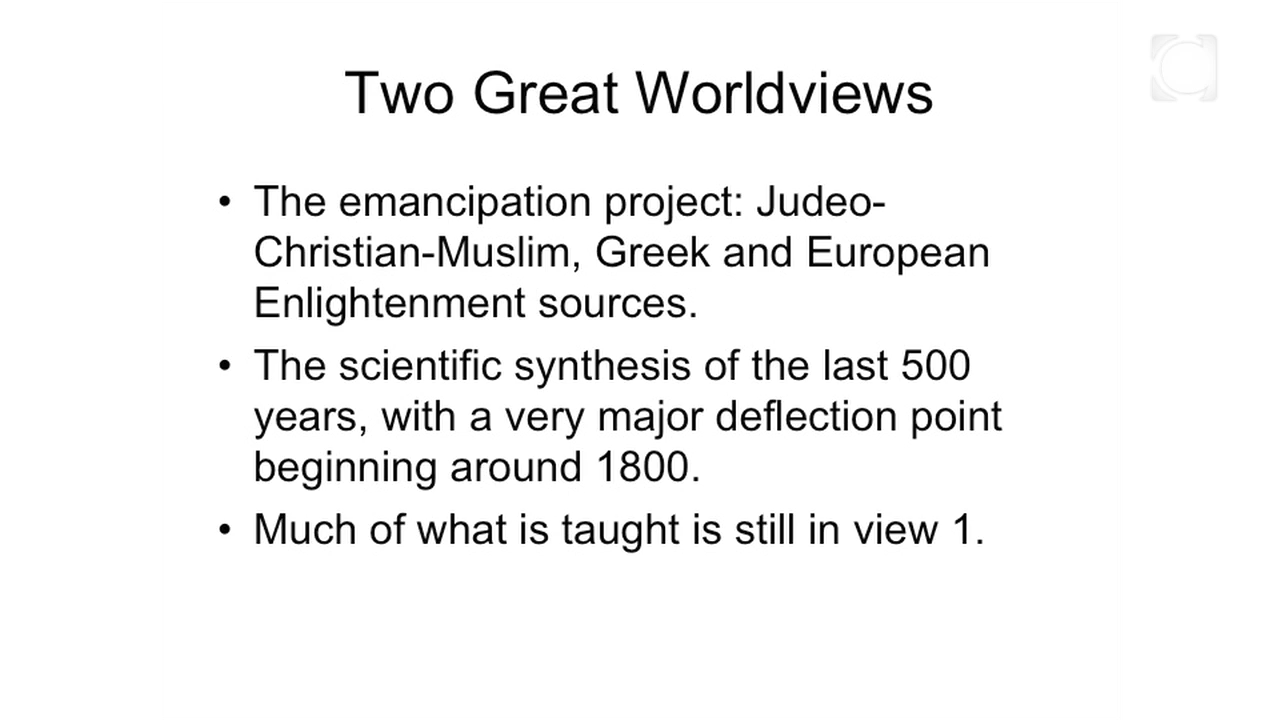 Two Great Worldviews
• The emancipation project: Judeo-
Christian-Muslim, Greek and European
Enlightenment sources.
• The scientific synthesis of the last 500
years, with a very major deflection point
beginning around 1800.
• Much of what is taught is still in view 1.